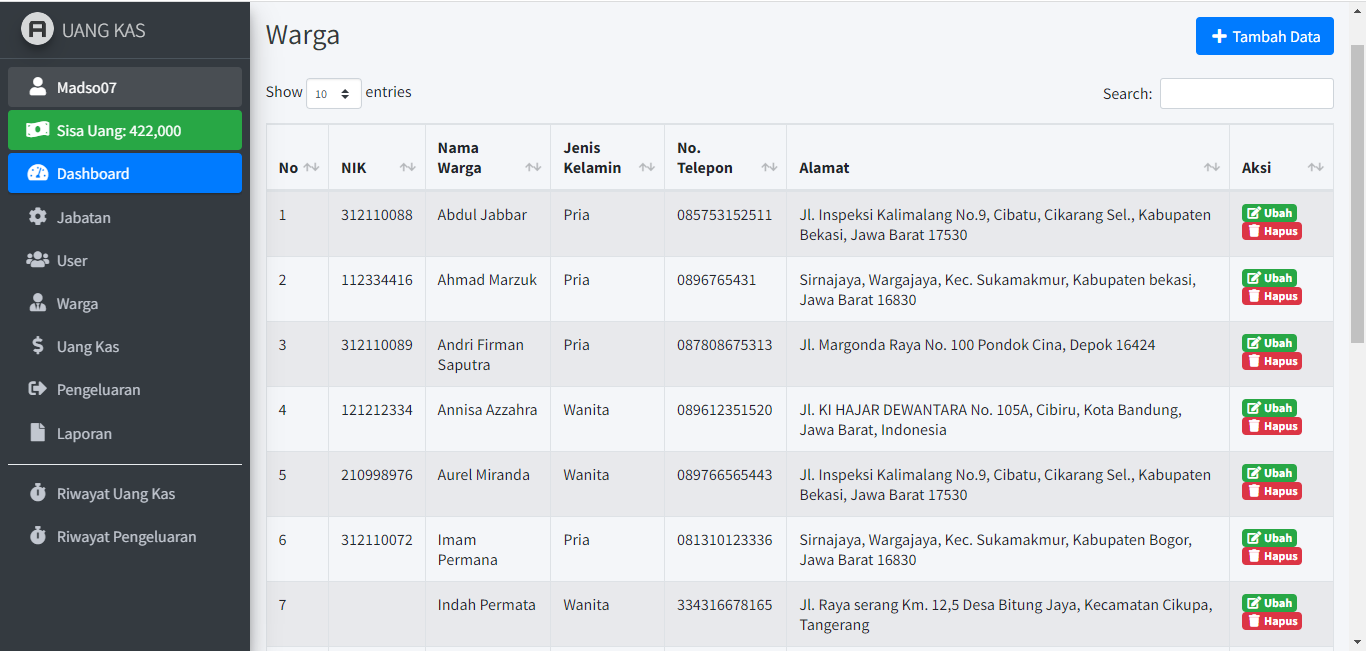 A UANG KAS
Madso07
Sisa Uang: 422,000
Dashboard
Jabatan
User
Warga
Uang Kas
Pengeluaran
Laporan
Riwayat Uang Kas
Riwayat Pengeluaran
Warga
Tambah Data
Show 10 entries
Search:
No NIK Nama Warga Jenis Kelamin No. Telepon Alamat Aksi
1 312110088 Abdul Jabbar Pria 085753152511 Jl. Inspeksi Kalimalang No.9, Cibatu, Cikarang Sel., Kabupaten Ubah
Bekasi, Jawa Barat 17530 Hapus
2 112334416 Ahmad Marzuk Pria 0896765431 Sirnajaya, Wargajaya, Kec. Sukamakmur, Kabupaten bekasi, Ubah
Jawa Barat 16830 Hapus
3 312110089 Andri Firman Pria 087808675313 Jl. Margonda Raya No. 100 Pondok Cina, Depok 16424 Ubah
Saputra Hapus
4 121212334 Annisa Azzahra Wanita 089612351520 Jl. KI HAJAR DEWANTARA No. 105A, Cibiru, Kota Bandung, Ubah
Jawa Barat, Indonesia Hapus
5 210998976 Aurel Miranda Wanita 089766565443 Jl. Inspeksi Kalimalang No.9, Cibatu, Cikarang Sel., Kabupaten Ubah
Bekasi, Jawa Barat 17530 Hapus
6 312110072 Imam Pria 081310123336 Sirnajaya, Wargajaya, Kec. Sukamakmur, Kabupaten Bogor, Ubah
Permana Jawa Barat 16830 Hapus
7 Indah Permata Wanita 334316678165 Jl. Raya serang Km. 12,5 Desa Bitung Jaya, Kecamatan Cikupa, Ubah
Tangerang Hapus